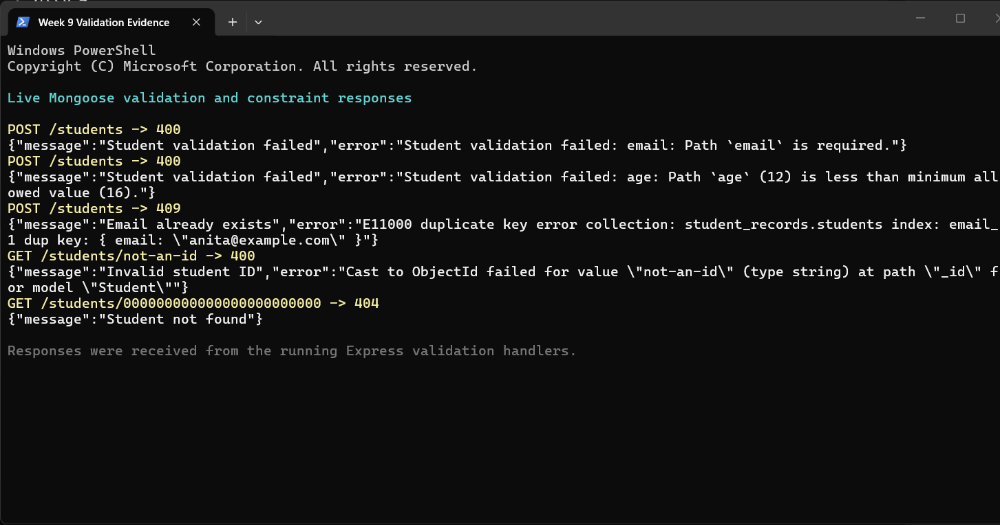 Week 9 Validation Evidence
Windows PowerShell
Copyright (C) Microsoft Corporation. All rights reserved.
Live Mongoose validation and constraint responses
POST /students -> 400
{"message":"Student validation failed","error":"Student validation failed: email: Path `email` is required."}
POST /students -> 400
{"message":"Student validation failed","error":"Student validation failed: age: Path `age` (12) is less than minimum all
owed value (16)."}
POST /students -> 409
{"message":"Email already exists","error":"E11000 duplicate key error collection: student_records.students index: email_
1 dup key: { email: \"anita@example.com\" }"}
GET /students/not-an-id -> 400
{"message":"Invalid student ID","error":"Cast to ObjectId failed for value \"not-an-id\" (type string) at path \"_id\" f
or model \"Student\""}
GET /students/000000000000000000000000 -> 404
{"message":"Student not found"}
Responses were received from the running Express validation handlers.